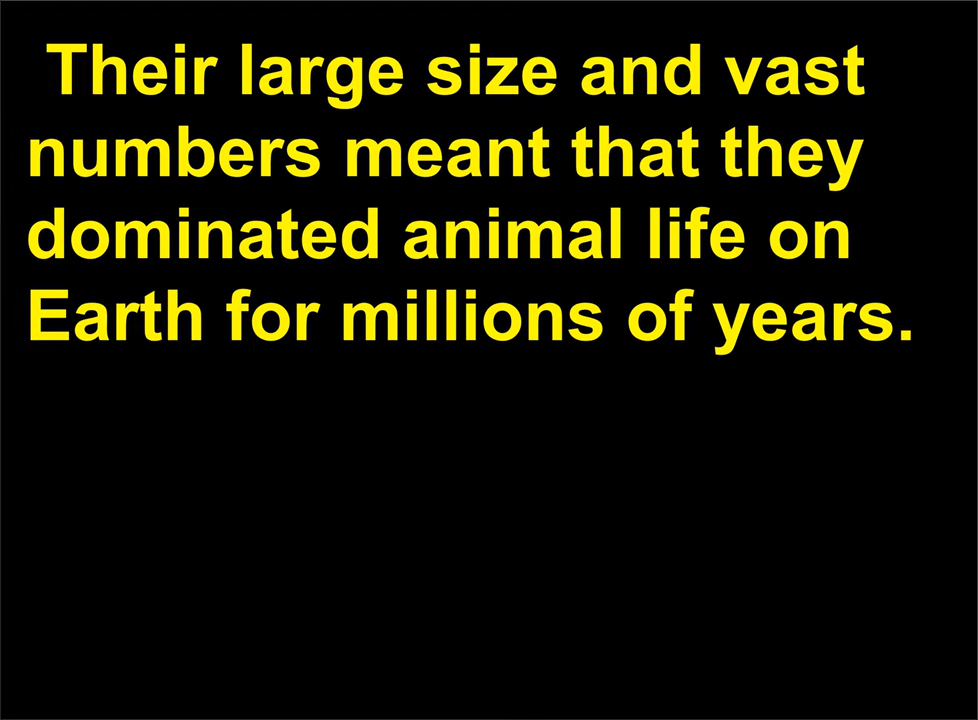 Their large size and vast
numbers meant that they
dominated animal life on
Earth for millions of years.